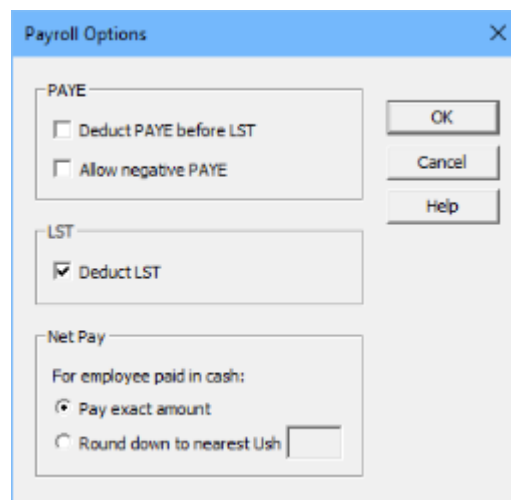 Payroll Options
PAYE
Deduct PAYE before LST
Allow negative PAYE
OK
Cancel
Help
LST
Deduct LST
Net Pay
For employee paid in cash:
Pay exact amount
Round down to nearest Ush